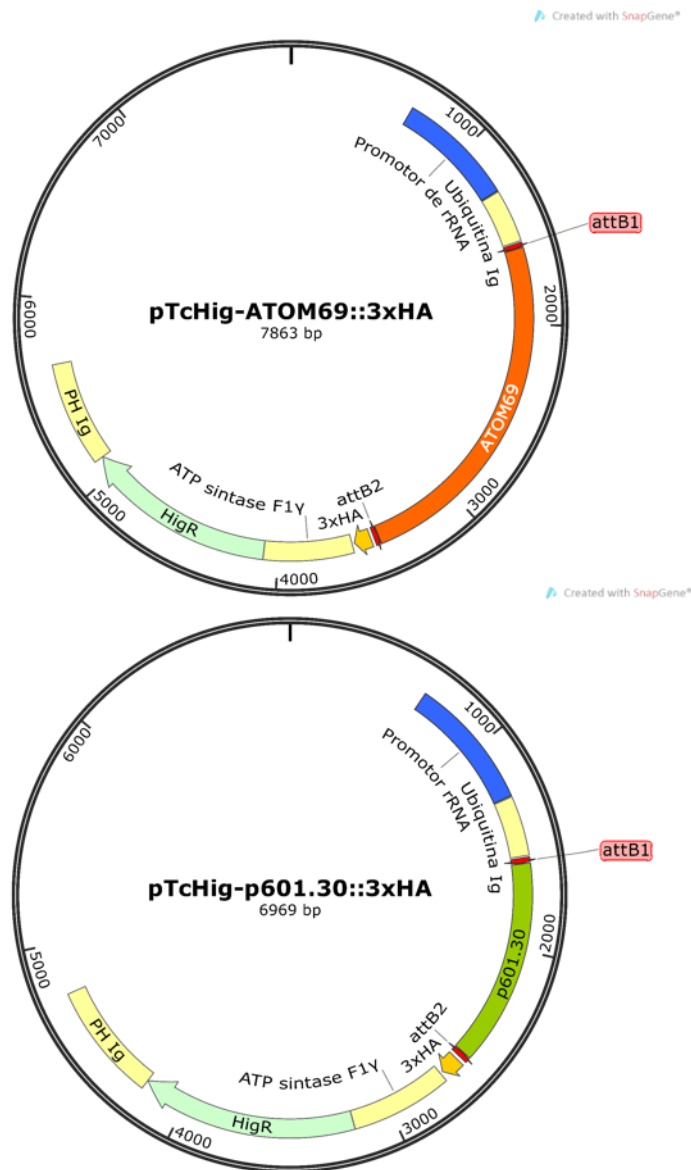 Created with SnapGene®
1000
2000
3000
4000
5000
6000
7000
Promotor de rRNA
Ubiquitina Ig
attB1
pTcHig-ATOM69::3xHA
7863 bp
ATOM69
attB2
3xHA
ATP sintase F1γ
HigR
PH Ig
Created with SnapGene®
1000
2000
3000
4000
5000
6000
Promotor rRNA
Ubiquitina Ig
attB1
pTcHig-p601.30::3xHA
6969 bp
p601.30
attB2
3xHA
ATP sintase F1γ
HigR
PH Ig